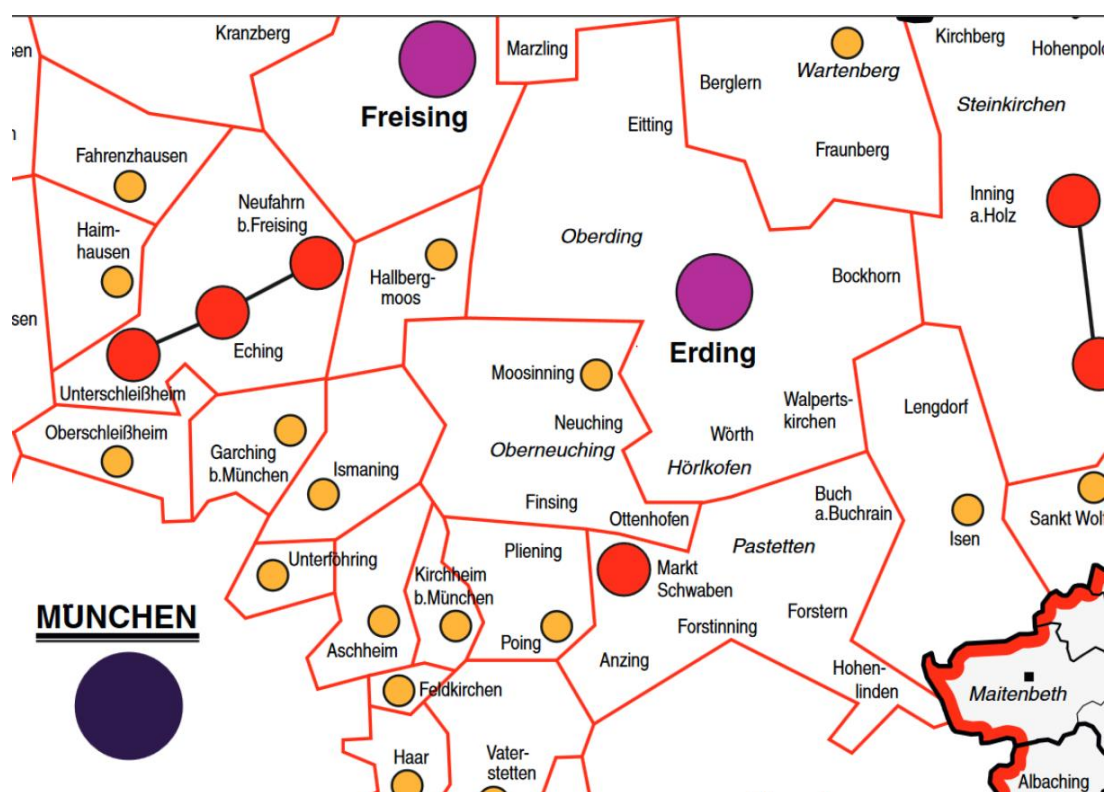 Kranzberg
Marzling
Kirchberg
Berglern
Wartenberg
Steinkirchen
Freising
Eitting
Fraunberg
Fahrenzhausen
Neufahrn
b.Freising
Inning
a.Holz
Haim-
hausen
Oberding
Hallberg-
moos
Bockhorn
Eching
Erding
Unterschleißheim
Moosinning
Walperts-
kirchen
Lengdorf
Oberschleißheim
Neuching
Wörth
Garching
b.München
Oberneuching
Hörlkofen
Ismaning
Finsing
Buch
a.Buchrain
Ottenhofen
Sankt Wolf
Isen
Unterföhring
Pliening
Pastetten
Kirchheim
b.München
Markt
Schwaben
MÜNCHEN
Forstern
Forstinning
Aschheim
Poing
Anzing
Hohen-
linden
Feldkirchen
Maitenbeth
Haar
Vater-
stetten
Albaching